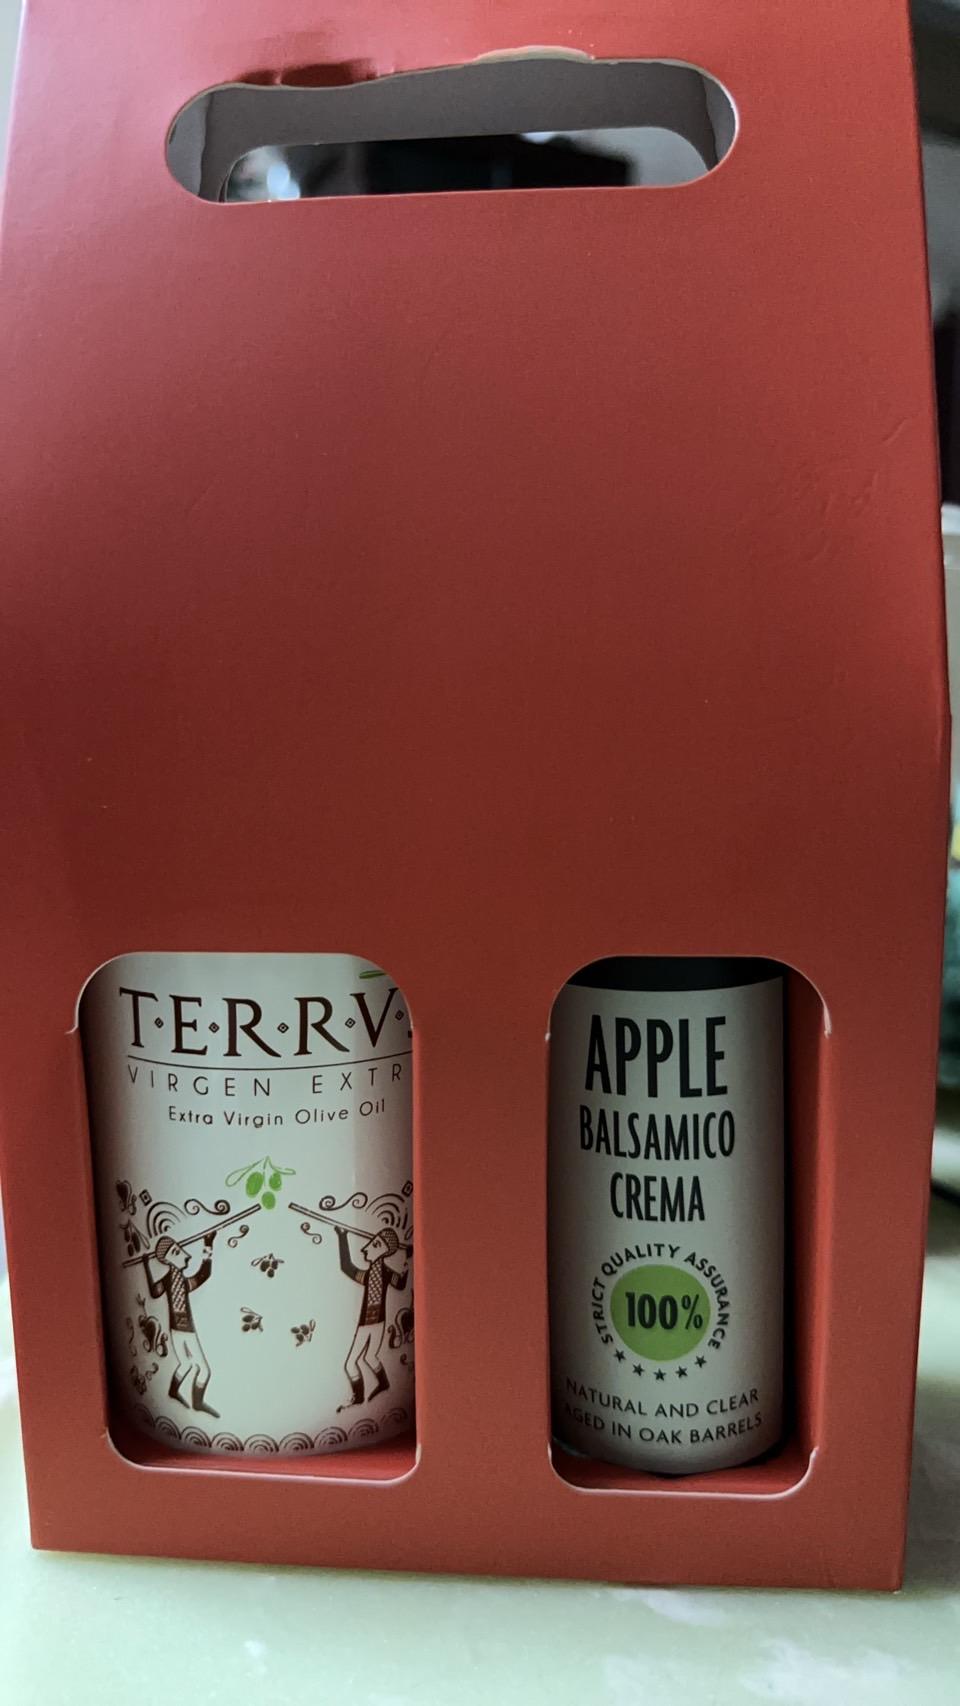 T·E·R·R·V·
VIRGEN EXTR
Extra Virgin Olive Oil
APPLE
BALSAMICO
CREMA
STRICT QUALITY ASSURANCE
100%
NATURAL AND CLEAR
AGED IN OAK BARRELS